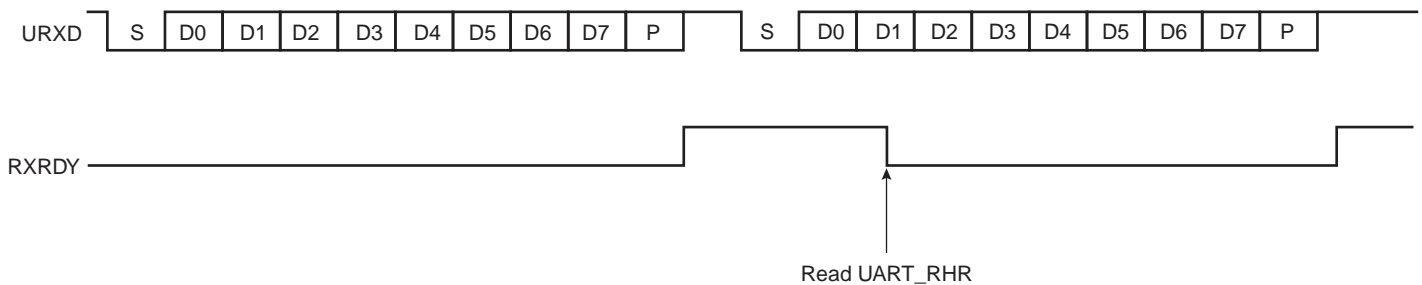 URXD S D0 D1 D2 D3 D4 D5 D6 D7 P S D0 D1 D2 D3 D4 D5 D6 D7 P
RXRDY
Read UART_RHR